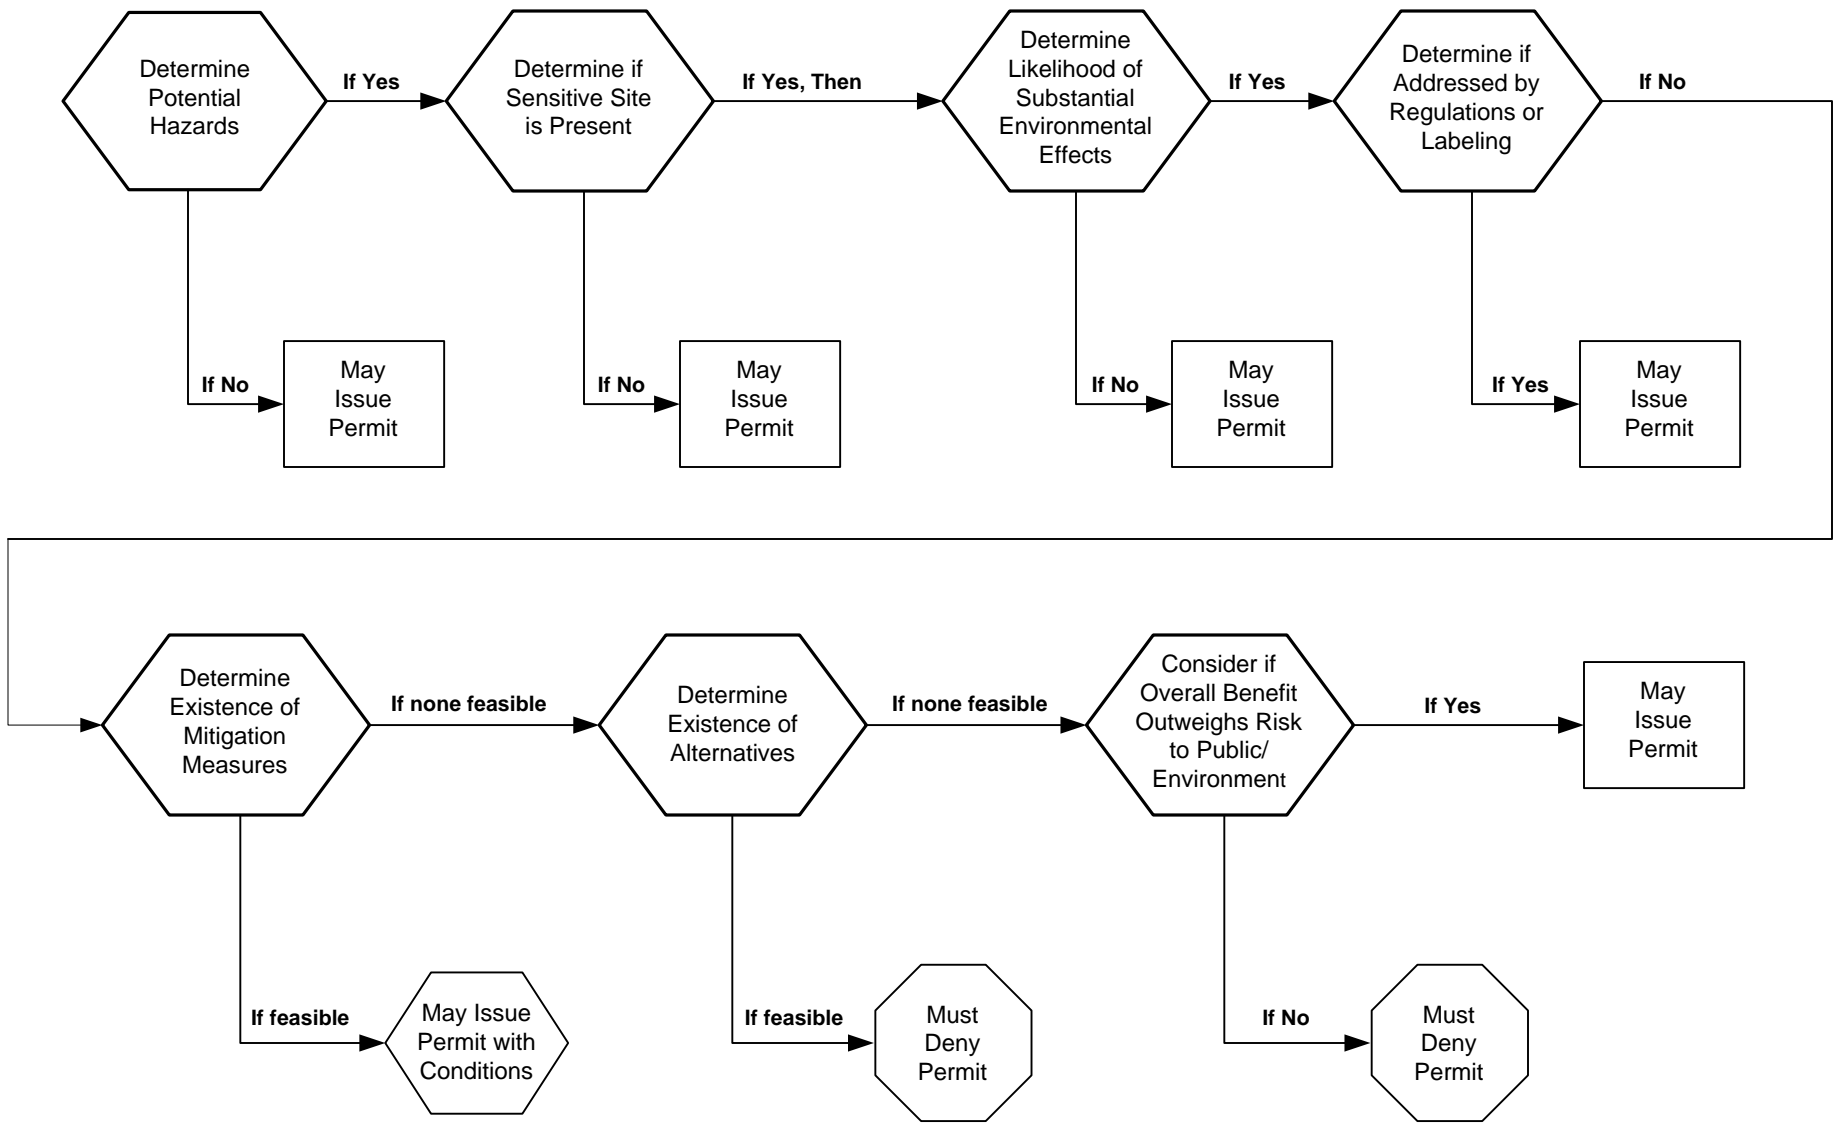 Determine
Potential
Hazards
If Yes
Determine if
Sensitive Site
is Present
If Yes, Then
Determine
Likelihood of
Substantial
Environmental
Effects
If Yes
Determine if
Addressed by
Regulations or
Labeling
If No
If No
May
Issue
Permit
If No
May
Issue
Permit
If No
May
Issue
Permit
If Yes
May
Issue
Permit
Determine
Existence of
Mitigation
Measures
If none feasible
Determine
Existence of
Alternatives
If none feasible
Consider if
Overall Benefit
Outweighs Risk
to Public/
Environment
If Yes
May
Issue
Permit
If feasible
May Issue
Permit with
Conditions
If feasible
Must
Deny
Permit
If No
Must
Deny
Permit